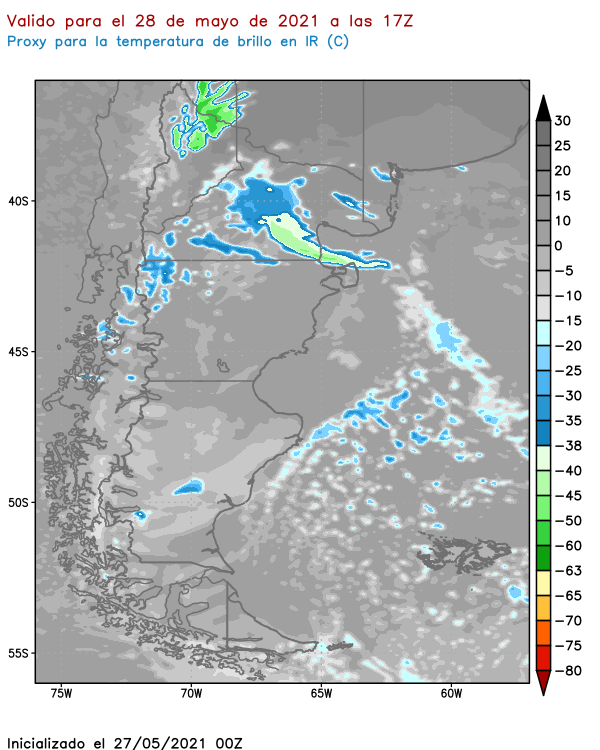 Valido para el 28 de mayo de 2021 a las 17Z
Proxy para la temperatura de brillo en IR (C)
40S
45S
50S
55S
75W
70W
65W
60W
30
25
20
15
10
0
−5
−10
−15
−20
−25
−30
−35
−38
−40
−45
−50
−60
−63
−65
−70
−75
−80
Inicializado el 27/05/2021 00Z